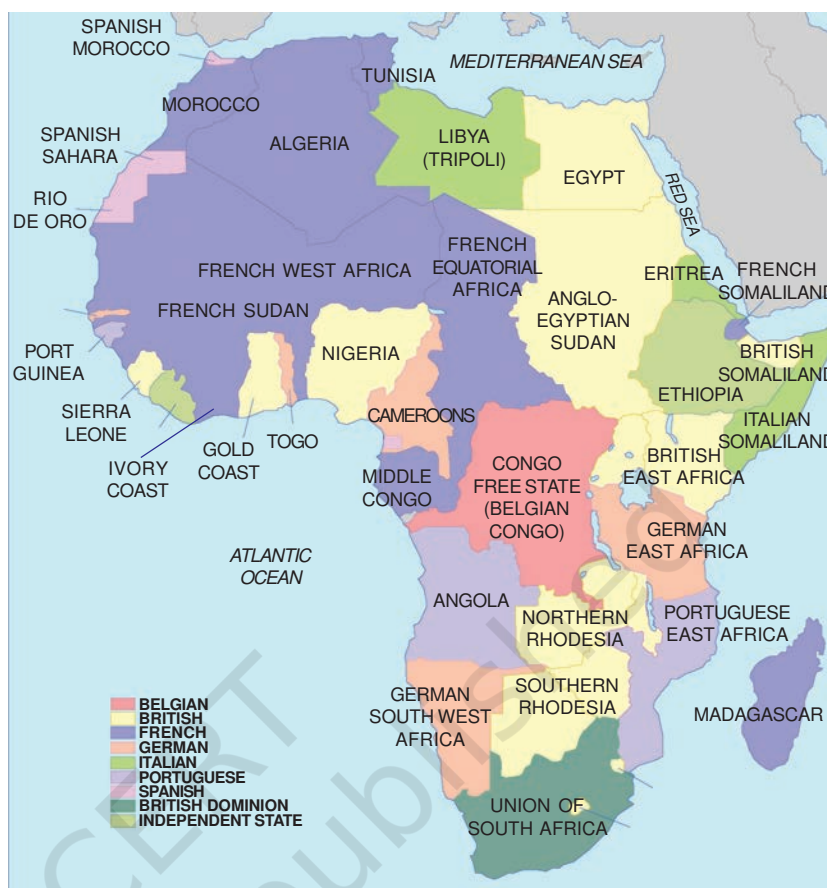 SPANISH
MOROCCO
MEDITERRANEAN SEA
TUNISIA
MOROCCO
ALGERIA
LIBYA
(TRIPOLI)
EGYPT
SPANISH
SAHARA
RED SEA
RIO
DE ORO
FRENCH WEST AFRICA
FRENCH
EQUATORIAL
AFRICA
ERITREA
FRENCH
SOMALILAND
FRENCH SUDAN
ANGLO-
EGYPTIAN
SUDAN
PORT
GUINEA
NIGERIA
BRITISH
SOMALILAND
ETHIOPIA
SIERRA
LEONE
IVORY
COAST
GOLD
COAST
TOGO
CAMEROONS
ITALIAN
SOMALILAND
MIDDLE
CONGO
CONGO
FREE STATE
(BELGIAN
CONGO)
BRITISH
EAST AFRICA
GERMAN
EAST AFRICA
ATLANTIC
OCEAN
ANGOLA
NORTHERN
RHODESIA
PORTUGUESE
EAST AFRICA
GERMAN
SOUTH WEST
AFRICA
SOUTHERN
RHODESIA
MADAGASCAR
UNION OF
SOUTH AFRICA
BELGIAN
BRITISH
FRENCH
GERMAN
ITALIAN
PORTUGUESE
SPANISH
BRITISH DOMINION
INDEPENDENT STATE